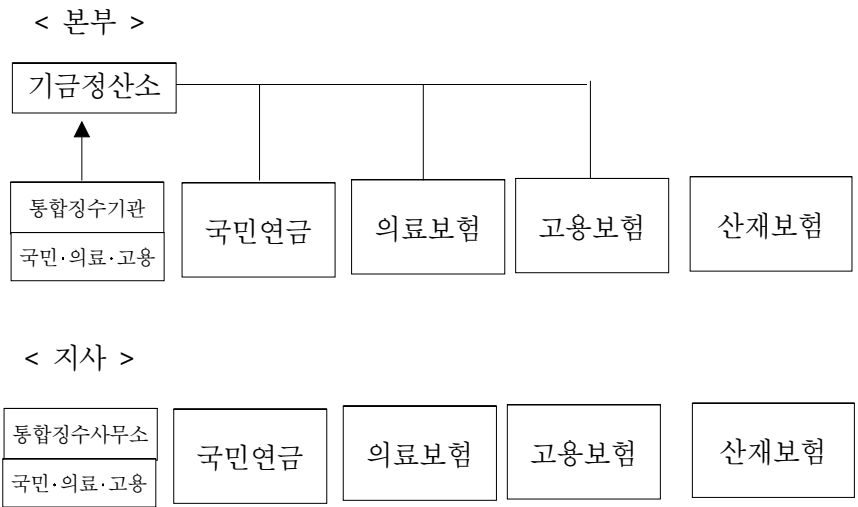 < 본부 >
기금정산소
통합징수기관
국민·의료·고용
국민연금
의료보험
고용보험
산재보험
< 지사 >
통합징수사무소
국민·의료·고용
국민연금
의료보험
고용보험
산재보험